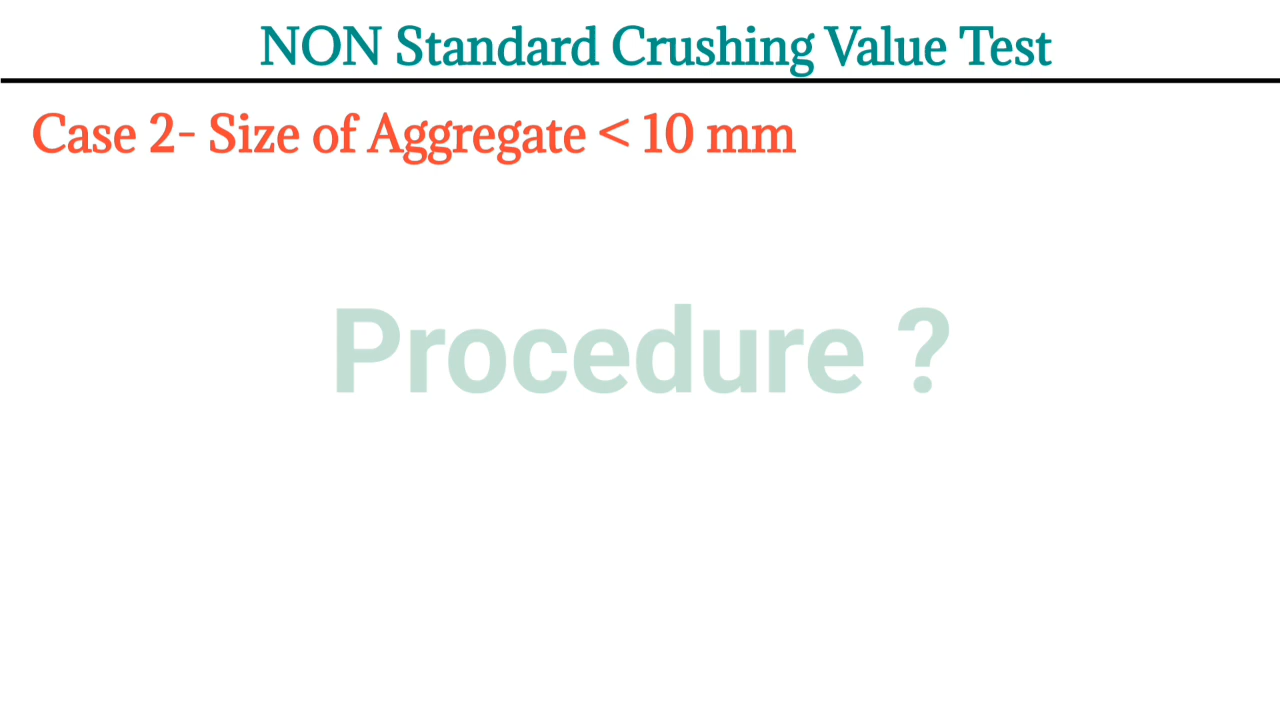 NON Standard Crushing Value Test
Case 2- Size of Aggregate < 10 mm
Procedure ?